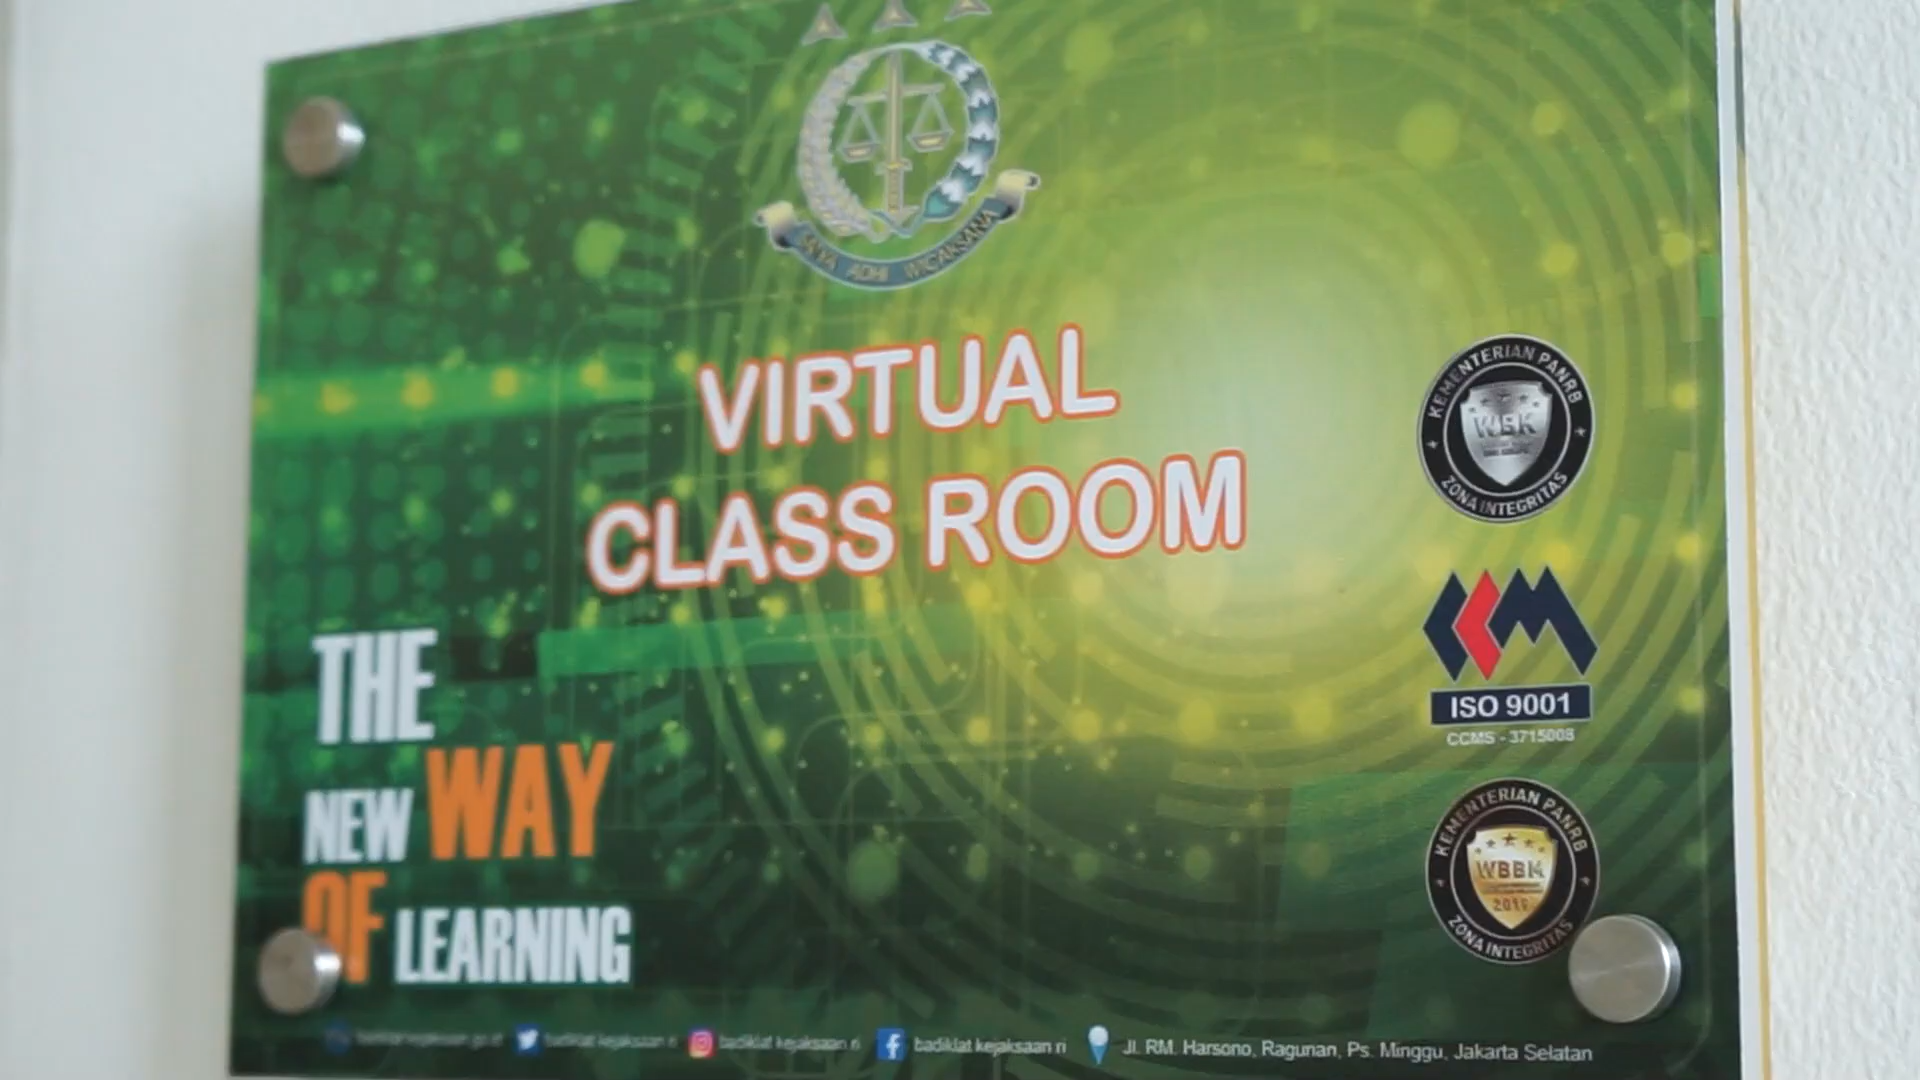 SATYA ADHI WICAKSANA
VIRTUAL
CLASS ROOM
KEMENTERIAN PANRB
WBK
ZONA INTEGRITAS
ISO 9001
CCMS - 3715008
KEMENTERIAN PANRB
WBBM
2019
ZONA INTEGRITAS
THE
NEW WAY
OF LEARNING
badiklat kejaksaan ri
badiklat kejaksaan ri
badiklat kejaksaan ri
Jl. RM. Harsono, Ragunan, Ps. Minggu, Jakarta Selatan